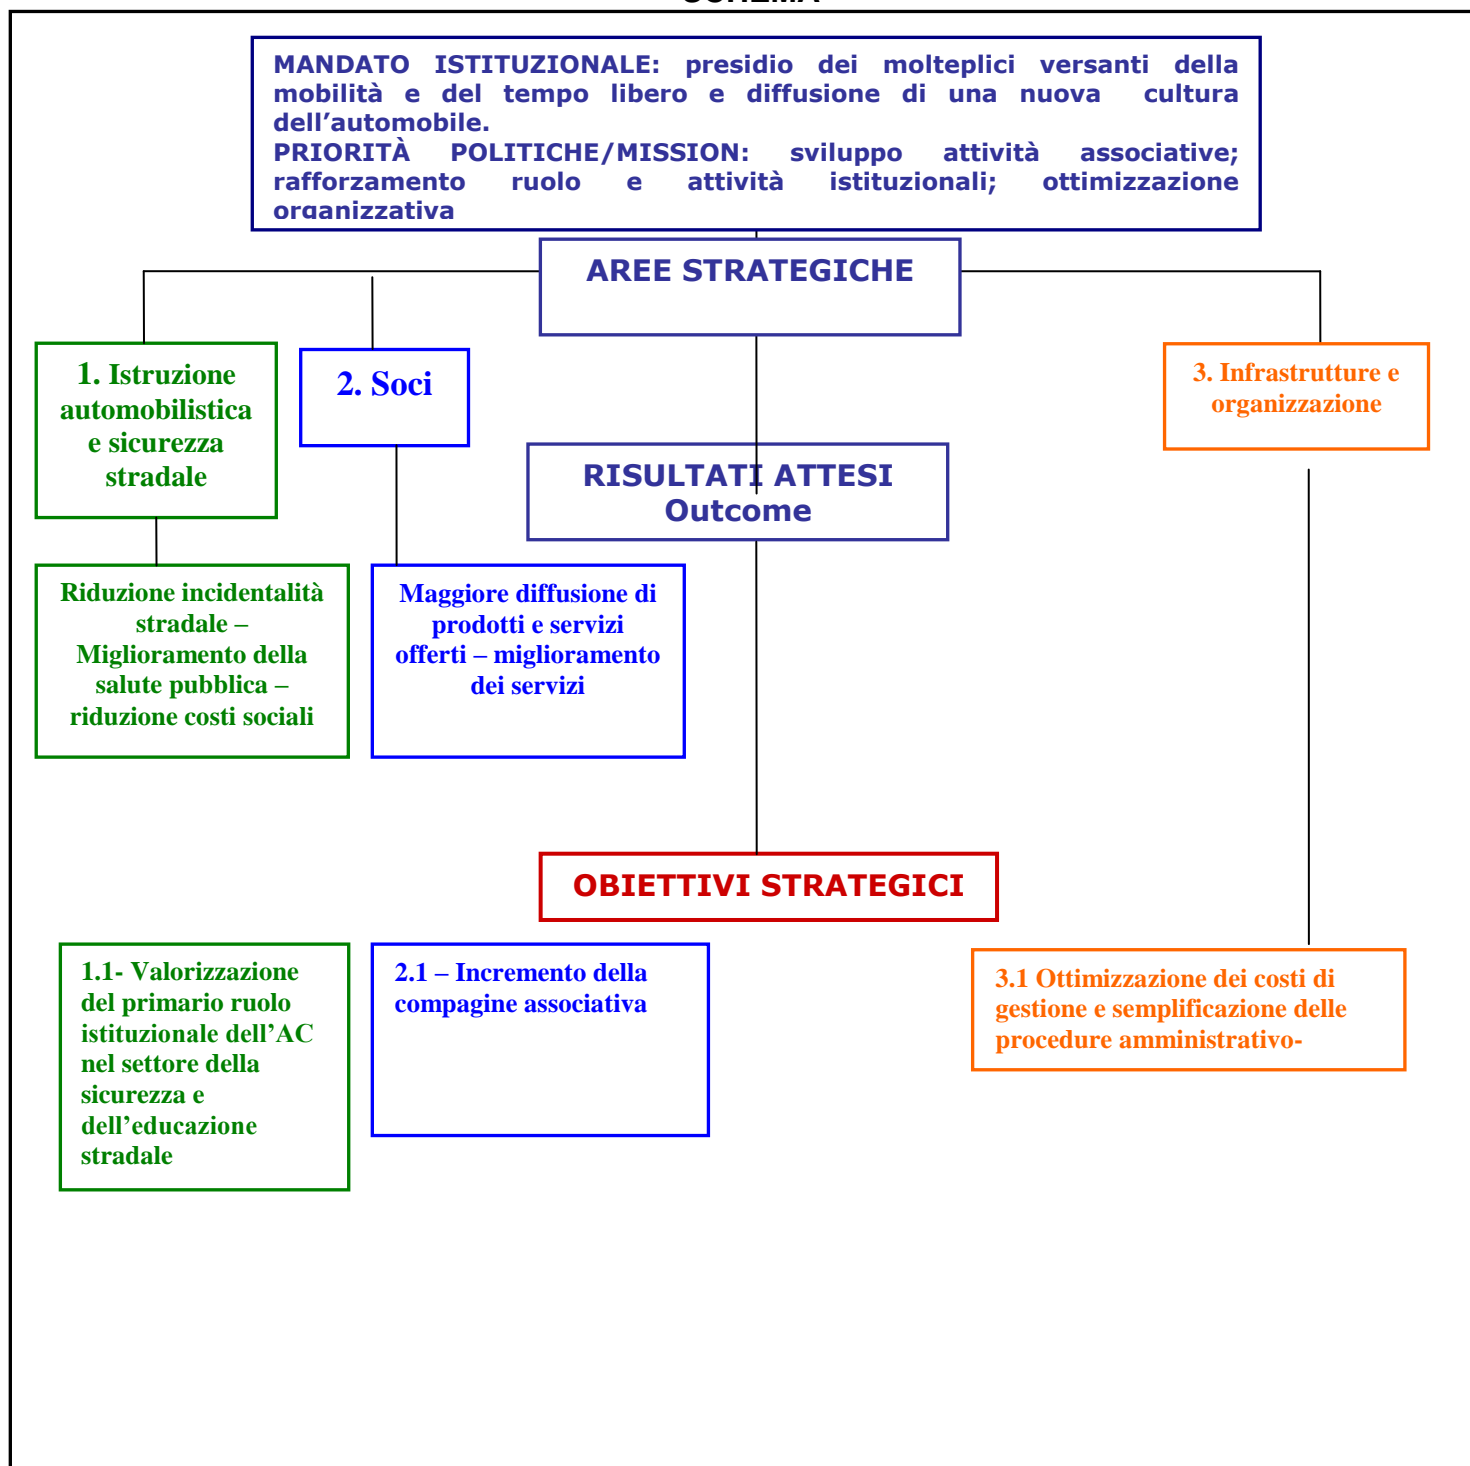 MANDATO ISTITUZIONALE: presidio dei molteplici versanti della
mobilità e del tempo libero e diffusione di una nuova cultura
dell'automobile.
PRIORITÀ POLITICHE/MISSION: sviluppo attività associative;
rafforzamento ruolo e attività istituzionali; ottimizzazione
organizzativa
AREE STRATEGICHE
1. Istruzione
automobilistica
e sicurezza
stradale
2. Soci
3. Infrastrutture e
organizzazione
RISULTATI ATTESI
Outcome
Riduzione incidentalità
stradale –
Miglioramento della
salute pubblica –
riduzione costi sociali
Maggiore diffusione di
prodotti e servizi
offerti – miglioramento
dei servizi
OBIETTIVI STRATEGICI
1.1- Valorizzazione
del primario ruolo
istituzionale dell'AC
nel settore della
sicurezza e
dell'educazione
stradale
2.1 – Incremento della
compagine associativa
3.1 Ottimizzazione dei costi di
gestione e semplificazione delle
procedure amministrativo-